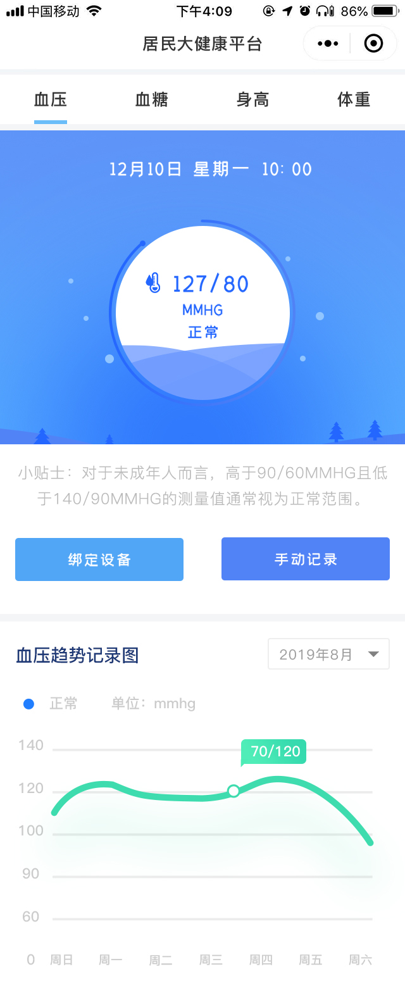 中国移动 下午4:09 86%
居民大健康平台
血压 血糖 身高 体重
12月10日 星期一 10: 00
127/80
MMHG
正常
小贴士：对于未成年人而言，高于90/60MMHG且低
于140/90MMHG的测量值通常视为正常范围。
绑定设备 手动记录
血压趋势记录图 2019年8月
正常 单位：mmhg
70/120
140
120
100
90
60
0 周日 周一 周二 周三 周四 周五 周六